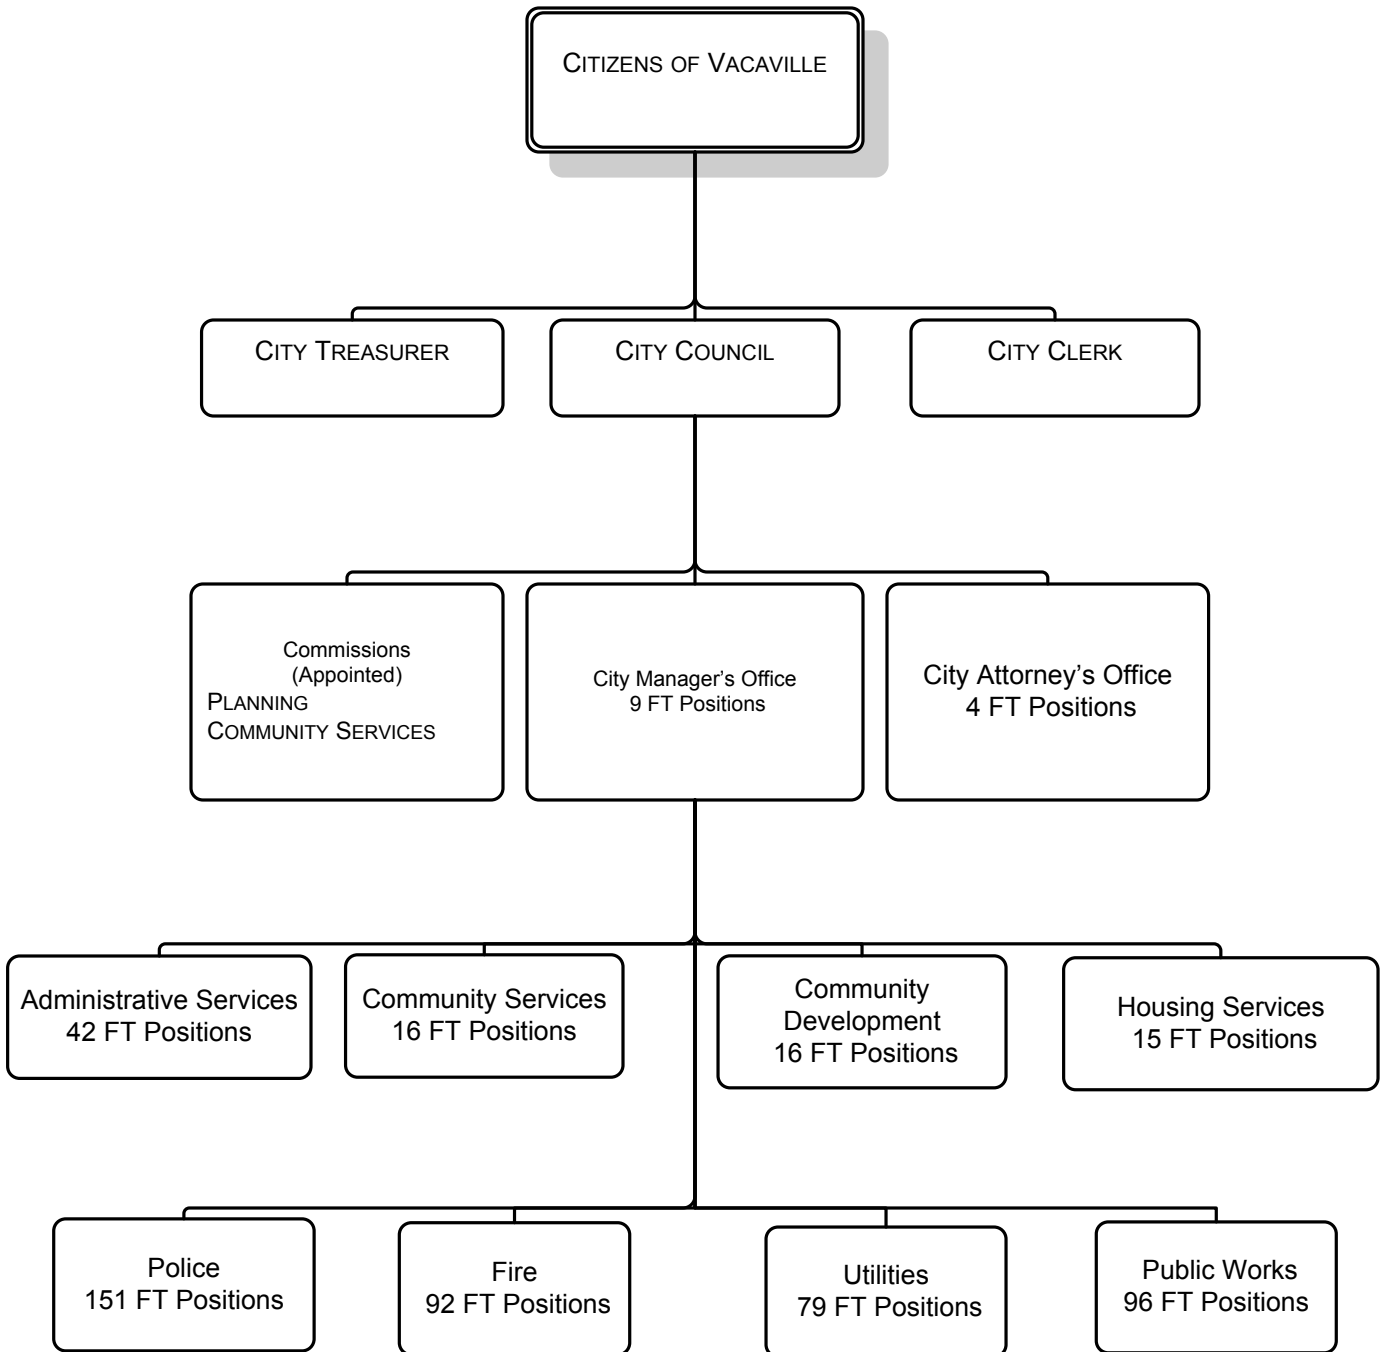 CITIZENS OF VACAVILLE
CITY TREASURER
CITY COUNCIL
CITY CLERK
Commissions
(Appointed)
PLANNING
COMMUNITY SERVICES
City Manager’s Office
9 FT Positions
City Attorney’s Office
4 FT Positions
Administrative Services
42 FT Positions
Community Services
16 FT Positions
Community
Development
16 FT Positions
Housing Services
15 FT Positions
Police
151 FT Positions
Fire
92 FT Positions
Utilities
79 FT Positions
Public Works
96 FT Positions